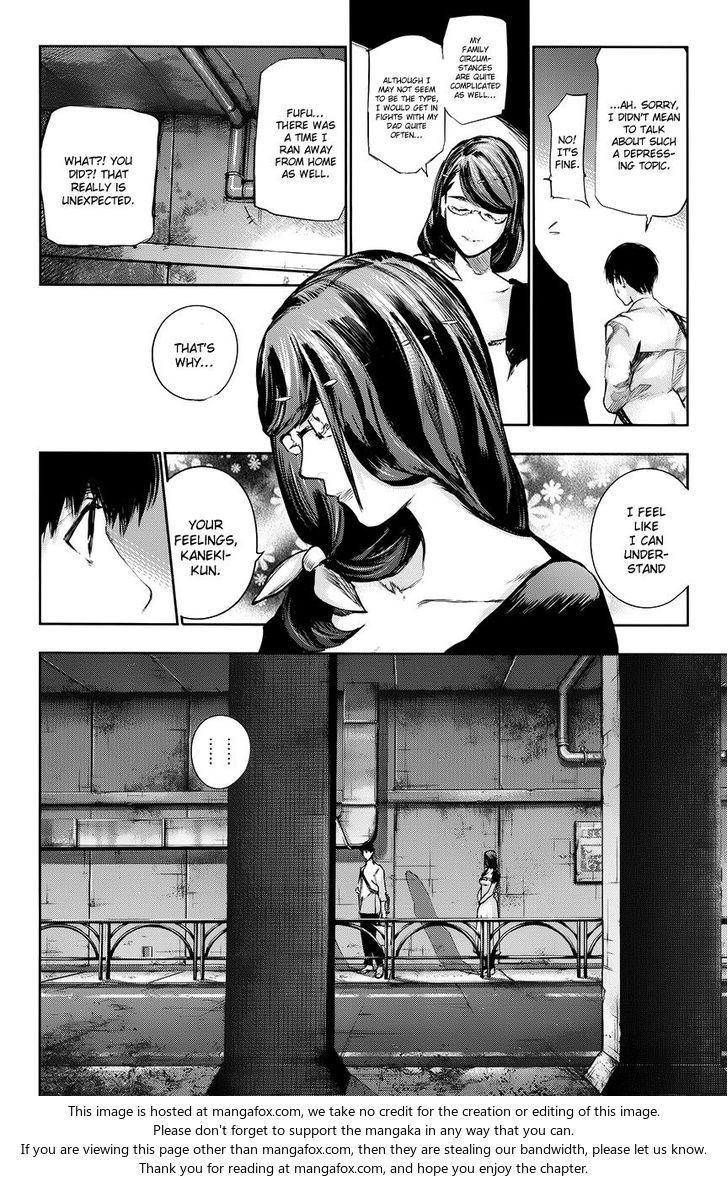 ...AH. SORRY,
I DIDN'T MEAN
TO TALK
ABOUT SUCH
A DEPRESS-
ING TOPIC.
NO!
IT'S
FINE.
MY
FAMILY
CIRCUM-
STANCES
ARE QUITE
COMPLICATED
AS WELL...
ALTHOUGH I
MAY NOT SEEM
TO BE THE TYPE,
I WOULD GET IN
FIGHTS WITH MY
DAD QUITE
OFTEN...
FUFU...
THERE WAS
A TIME I
RAN AWAY
FROM HOME
AS WELL.
WHAT?! YOU
DID?! THAT
REALLY IS
UNEXPECTED.
THAT'S
WHY...
I FEEL
LIKE
I CAN
UNDER-
STAND
YOUR
FEELINGS,
KANEKI-
KUN.
......
This image is hosted at mangafox.com, we take no credit for the creation or editing of this image.
Please don't forget to support the mangaka in any way that you can.
If you are viewing this page other than mangafox.com, then they are stealing our bandwidth, please let us know.
Thank you for reading at mangafox.com, and hope you enjoy the chapter.